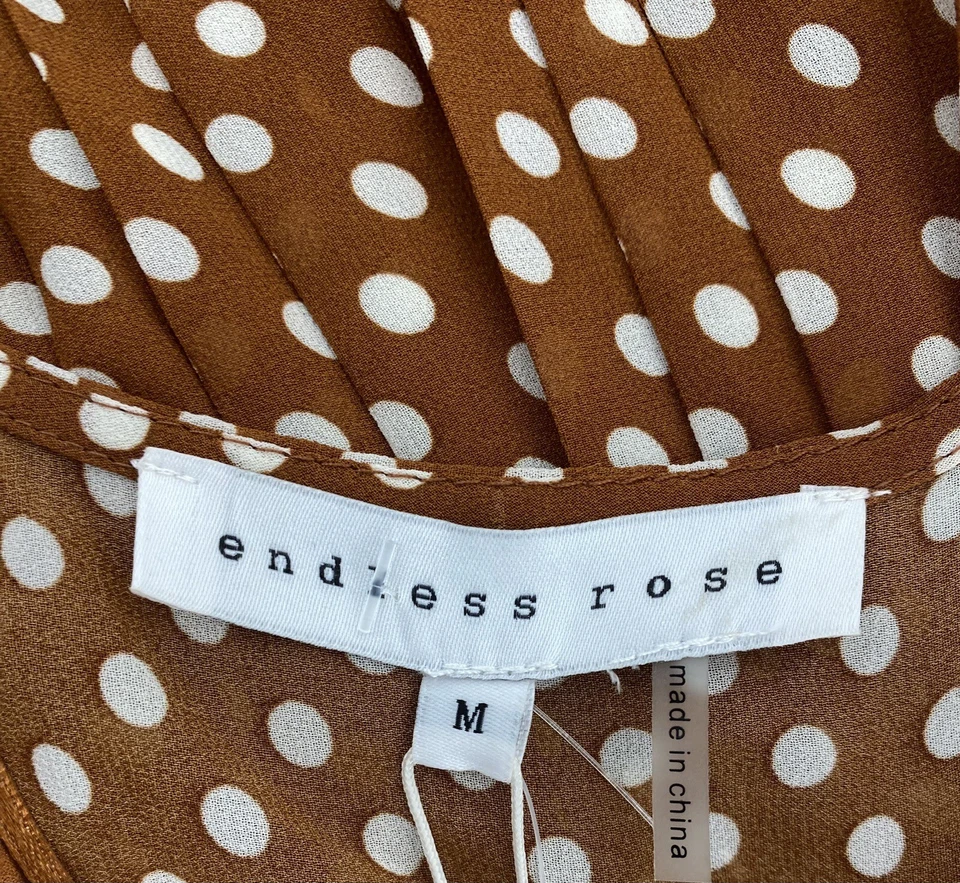 endless rose
M
made in china